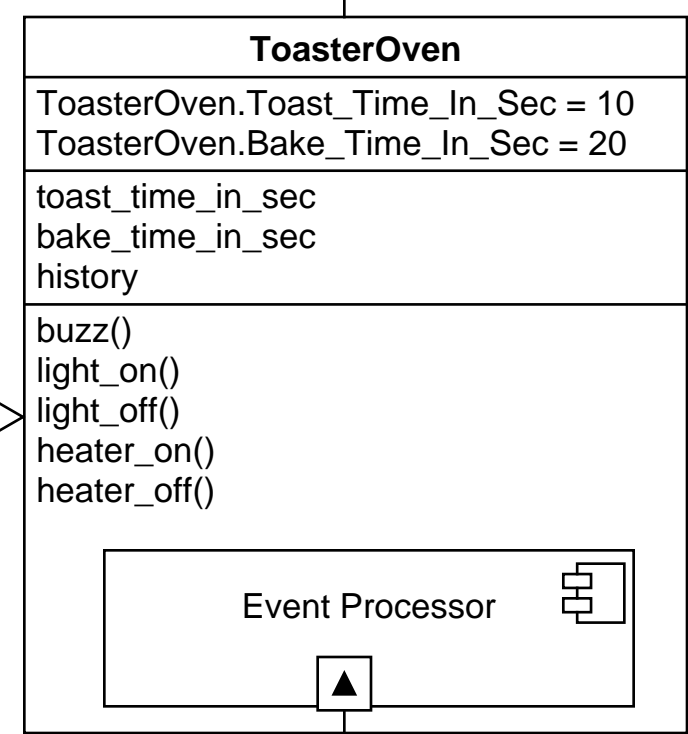 ToasterOven
ToasterOven.Toast_Time_In_Sec = 10
ToasterOven.Bake_Time_In_Sec = 20
toast_time_in_sec
bake_time_in_sec
history
buzz()
light_on()
light_off()
heater_on()
heater_off()
Event Processor